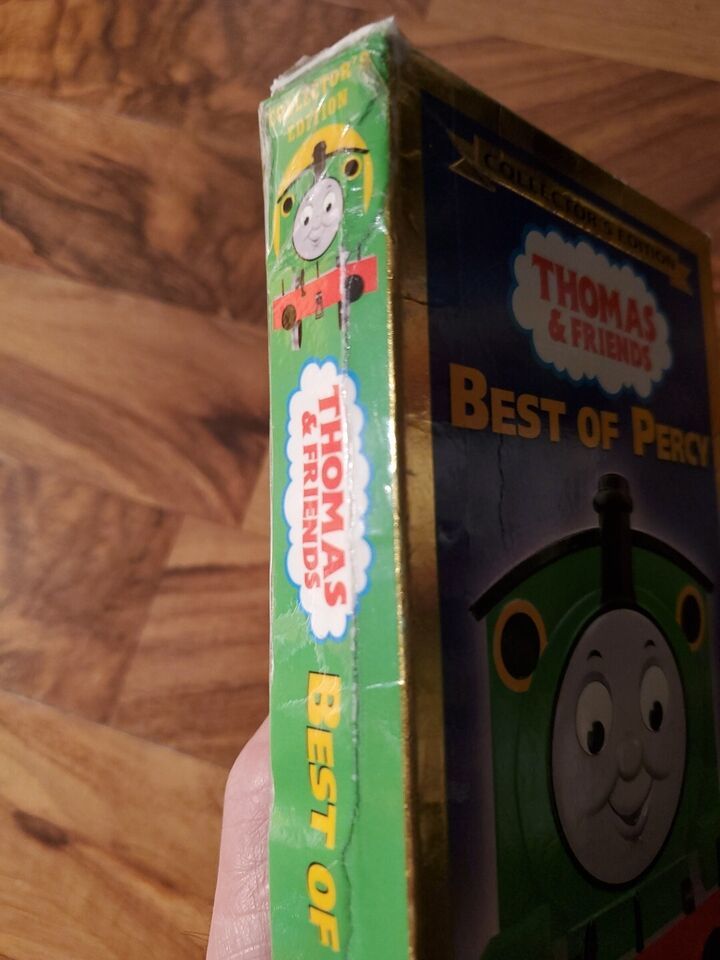 COLLECTOR'S
EDITION
THOMAS
& FRIENDS
BEST OF
COLLECTOR'S EDITION
THOMAS
& FRIENDS
BEST OF PERCY